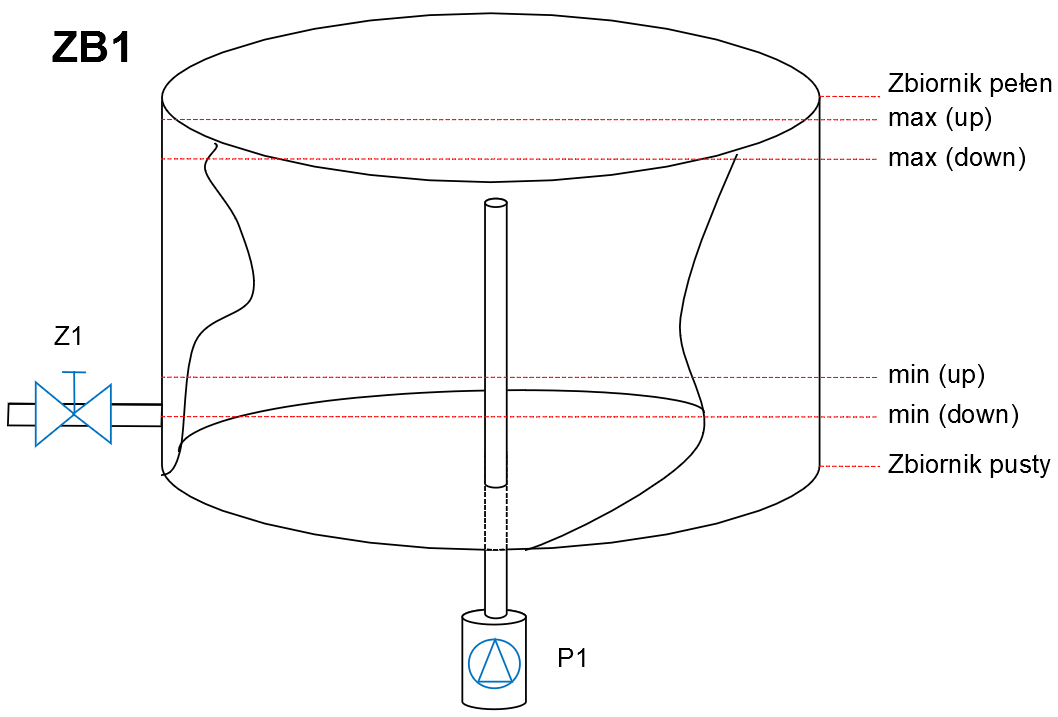 ZB1
Zbiornik pełen
max (up)
max (down)
Z1
min (up)
min (down)
Zbiornik pusty
P1